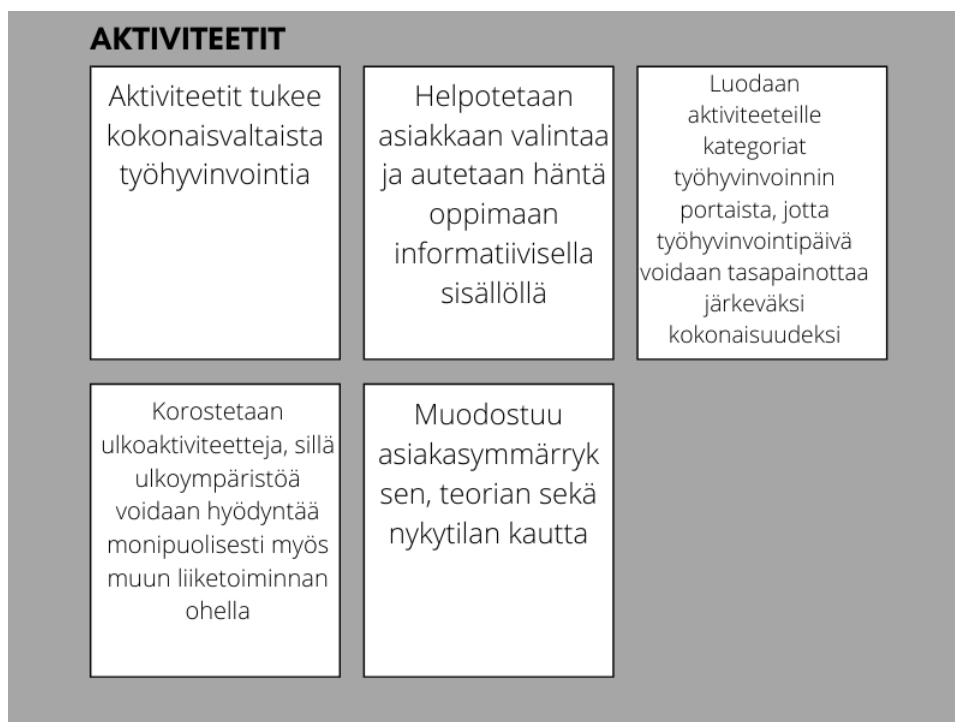 AKTIVITEETIT
Aktiviteetit tukee
kokonaisvaltaista
työhyvinvointia
Helpotetaan
asiakkaan valintaa
ja autetaan häntä
oppimaan
informatiivisella
sisällöllä
Luodaan
aktiviteeteille
kategoriat
työhyvinvoinnin
portaista, jotta
työhyvinvointipäivä
voidaan tasapainottaa
järkeväksi
kokonaisuudeksi
Korostetaan
ulkoaktiviteetteja, sillä
ulkoympäristöä
voidaan hyödyntää
monipuolisesti myös
muun liiketoiminnan
ohella
Muodostuu
asiakasymmärryk
sen, teorian sekä
nykytilan kautta